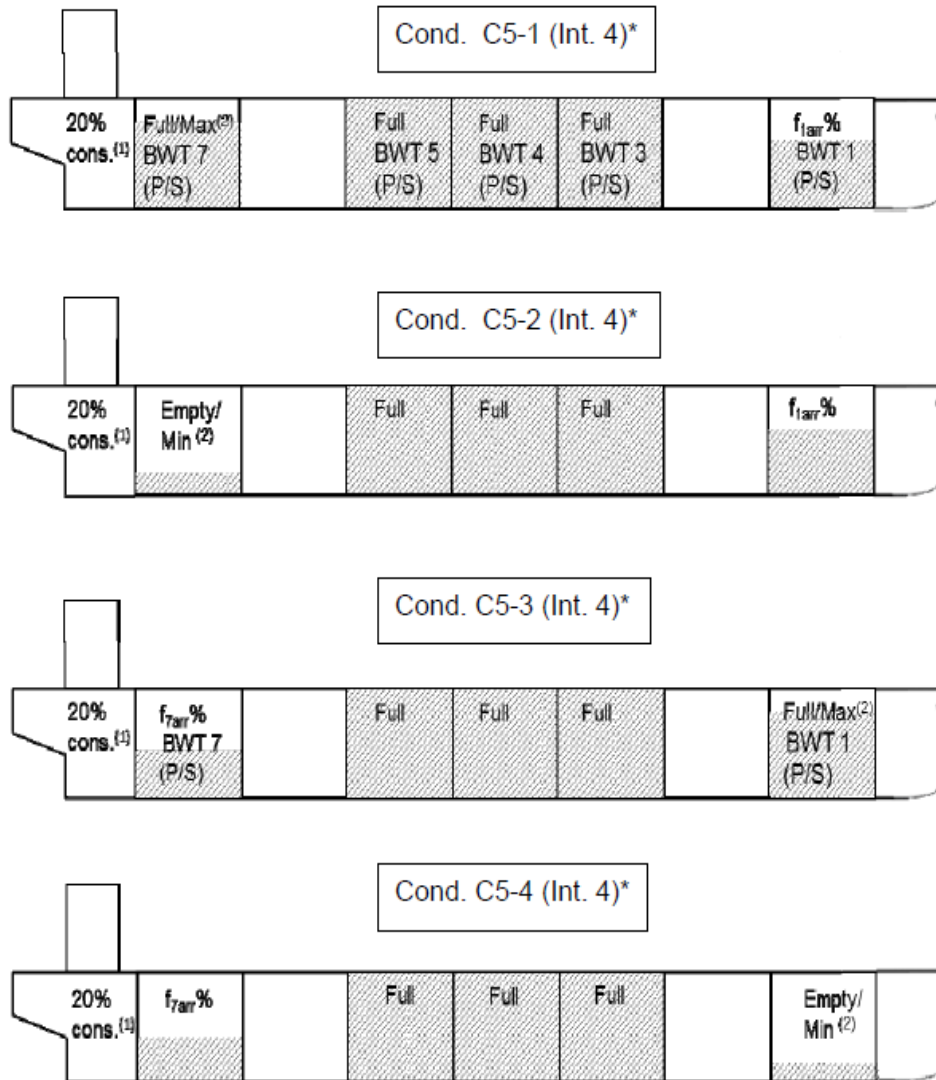 Cond. C5-1 (Int. 4)*
20%
cons.(1)
Full/Max(2)
BWT 7
(P/S)
Full
BWT 5
(P/S)
Full
BWT 4
(P/S)
Full
BWT 3
(P/S)
f1arr%
BWT 1
(P/S)
Cond. C5-2 (Int. 4)*
20%
cons.(1)
Empty/
Min (2)
Full
Full
Full
f1arr%
Cond. C5-3 (Int. 4)*
20%
cons.(1)
f7arr%
BWT 7
(P/S)
Full
Full
Full
Full/Max(2)
BWT 1
(P/S)
Cond. C5-4 (Int. 4)*
20%
cons.(1)
f7arr%
Full
Full
Full
Empty/
Min (2)